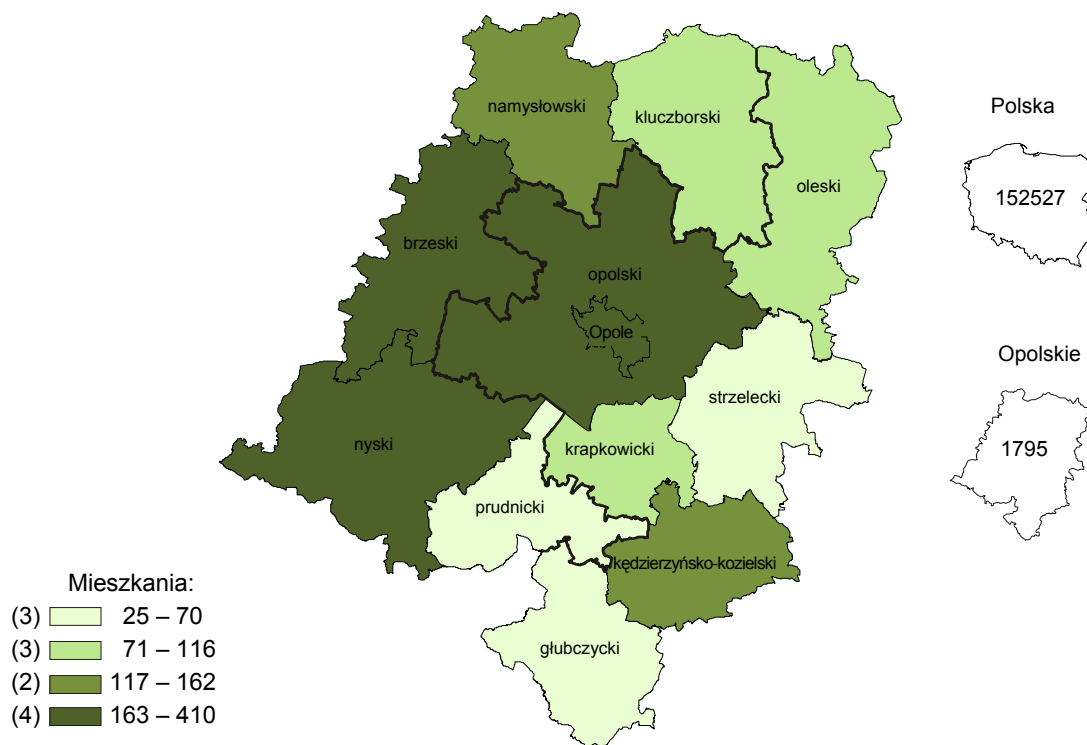 namysłowski
kluczborski
oleski
brzeski
opolski
Opole
strzelecki
nyski
krapkowicki
prudnicki
kędzierzyńsko-kozielski
głubczycki
Polska
152527
Opolskie
1795
Mieszkania:
(3) 25 – 70
(3) 71 – 116
(2) 117 – 162
(4) 163 – 410